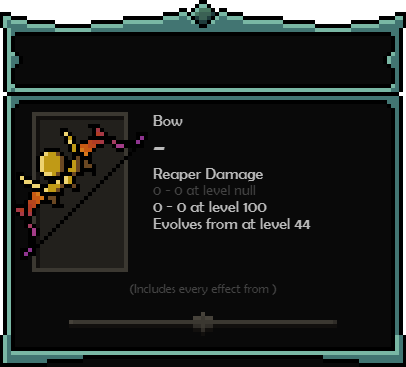 Bow
–
Reaper Damage
0 - 0 at level null
0 - 0 at level 100
Evolves from at level 44
(Includes every effect from )